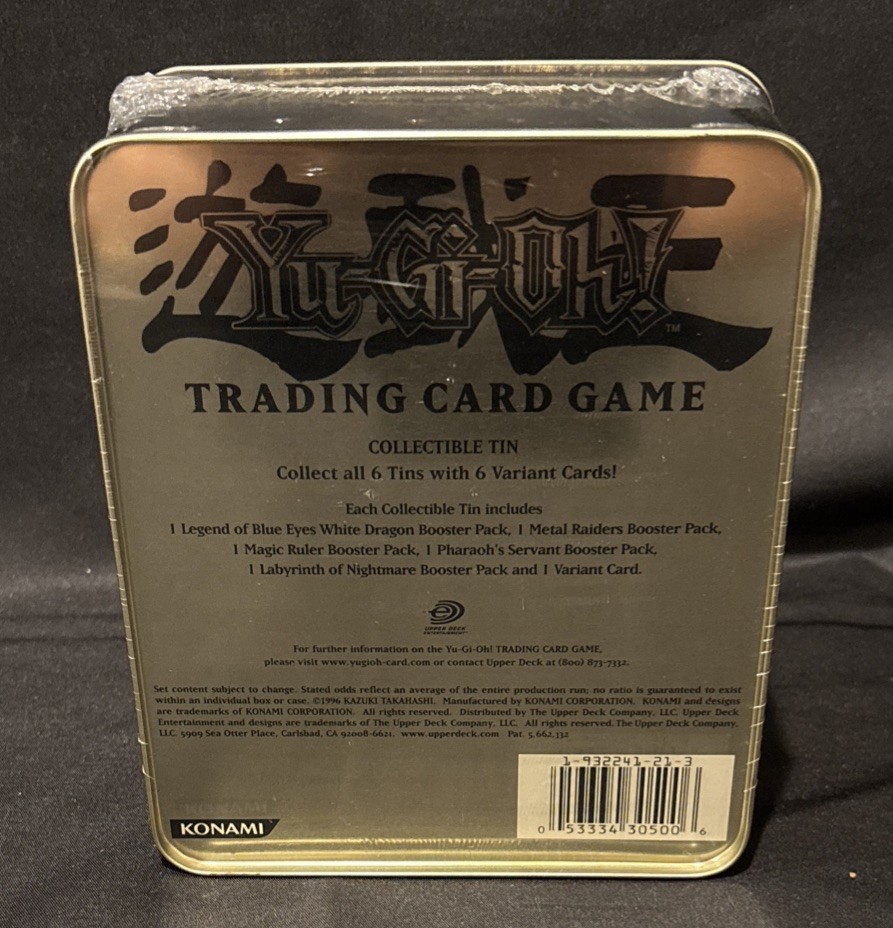 遊戯王
Yu-Gi-Oh!
TM
TRADING CARD GAME
COLLECTIBLE TIN
Collect all 6 Tins with 6 Variant Cards!
Each Collectible Tin includes
1 Legend of Blue Eyes White Dragon Booster Pack, 1 Metal Raiders Booster Pack,
1 Magic Ruler Booster Pack, 1 Pharaoh's Servant Booster Pack,
1 Labyrinth of Nightmare Booster Pack and 1 Variant Card.
UPPER DECK
ENTERTAINMENT
For further information on the Yu-Gi-Oh! TRADING CARD GAME,
please visit www.yugioh-card.com or contact Upper Deck at (800) 873-7332.
Set content subject to change. Stated odds reflect an average of the entire production run; no ratio is guaranteed to exist
within an individual box or case. ©1996 KAZUKI TAKAHASHI. Manufactured by KONAMI CORPORATION. KONAMI and designs
are trademarks of KONAMI CORPORATION. All rights reserved. Distributed by The Upper Deck Company, LLC. Upper Deck
Entertainment and designs are trademarks of The Upper Deck Company, LLC. All rights reserved. The Upper Deck Company,
LLC. 5909 Sea Otter Place, Carlsbad, CA 92008-6621. www.upperdeck.com Pat. 5,662,332
1-932241-21-3
0 53334 30500 6
KONAMI